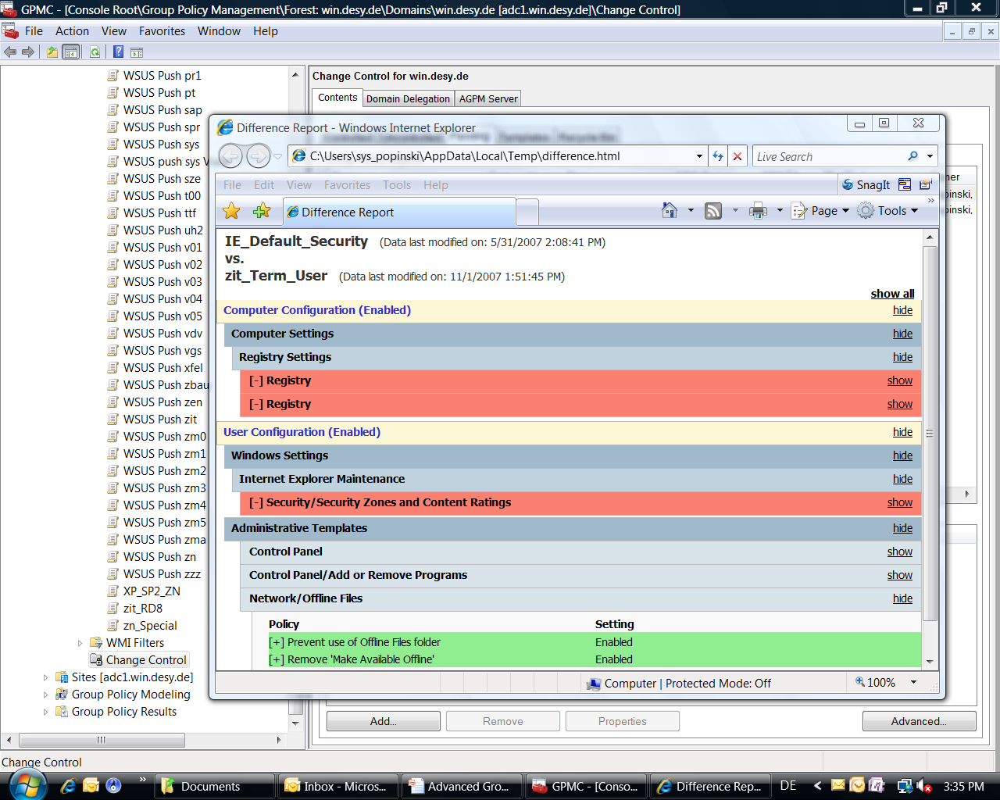 GPMC - [Console Root\Group Policy Management\Forest: win.desy.de\Domains\win.desy.de [adc1.win.desy.de]\Change Control]
File Action View Favorites Window Help
WSUS Push pr1
WSUS Push pt
WSUS Push sap
WSUS Push spr
WSUS Push sys
WSUS push sys
WSUS Push sze
WSUS Push t00
WSUS Push ttf
WSUS Push uh2
WSUS Push v01
WSUS Push v02
WSUS Push v03
WSUS Push v04
WSUS Push v05
WSUS Push vdv
WSUS Push vgs
WSUS Push xfel
WSUS Push zbau
WSUS Push zen
WSUS Push zit
WSUS Push zm0
WSUS Push zm1
WSUS Push zm2
WSUS Push zm3
WSUS Push zm4
WSUS Push zm5
WSUS Push zma
WSUS Push zn
WSUS Push zzz
XP_SP2_ZN
zit_RD8
zn_Special
WMI Filters
Change Control
Sites [adc1.win.desy.de]
Group Policy Modeling
Group Policy Results
Change Control for win.desy.de
Contents Domain Delegation AGPM Server
Difference Report - Windows Internet Explorer
C:\Users\sys_popinski\AppData\Local\Temp\difference.html
Live Search
File Edit View Favorites Tools Help
SnagIt
Difference Report
Page Tools
IE_Default_Security (Data last modified on: 5/31/2007 2:08:41 PM)
vs.
zit_Term_User (Data last modified on: 11/1/2007 1:51:45 PM)
show all
Computer Configuration (Enabled) hide
Computer Settings hide
Registry Settings hide
[-] Registry show
[-] Registry show
User Configuration (Enabled) hide
Windows Settings hide
Internet Explorer Maintenance hide
[-] Security/Security Zones and Content Ratings show
Administrative Templates hide
Control Panel show
Control Panel/Add or Remove Programs show
Network/Offline Files hide
Policy Setting
[+] Prevent use of Offline Files folder Enabled
[+] Remove 'Make Available Offline' Enabled
Computer | Protected Mode: Off 100%
Add... Remove Properties Advanced...
Change Control
Documents Inbox - Micros... Advanced Gro... GPMC - [Conso... Difference Rep... DE 3:35 PM